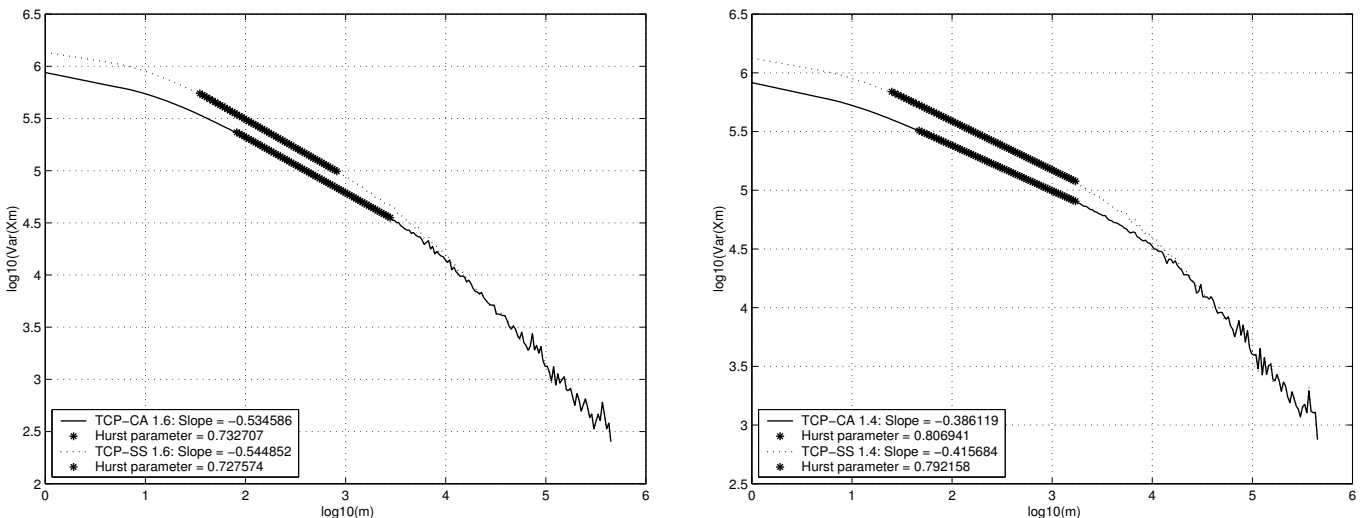 6.5
6
5.5
5
4.5
4
3.5
3
2.5
2
log10(Var(Xm)
TCP−CA 1.6: Slope = −0.534586
Hurst parameter = 0.732707
TCP−SS 1.6: Slope = −0.544852
Hurst parameter = 0.727574
0 1 2 3 4 5 6
log10(m)
6.5
6
5.5
5
4.5
4
3.5
3
2.5
log10(Var(Xm)
TCP−CA 1.4: Slope = −0.386119
Hurst parameter = 0.806941
TCP−SS 1.4: Slope = −0.415684
Hurst parameter = 0.792158
0 1 2 3 4 5 6
log10(m)